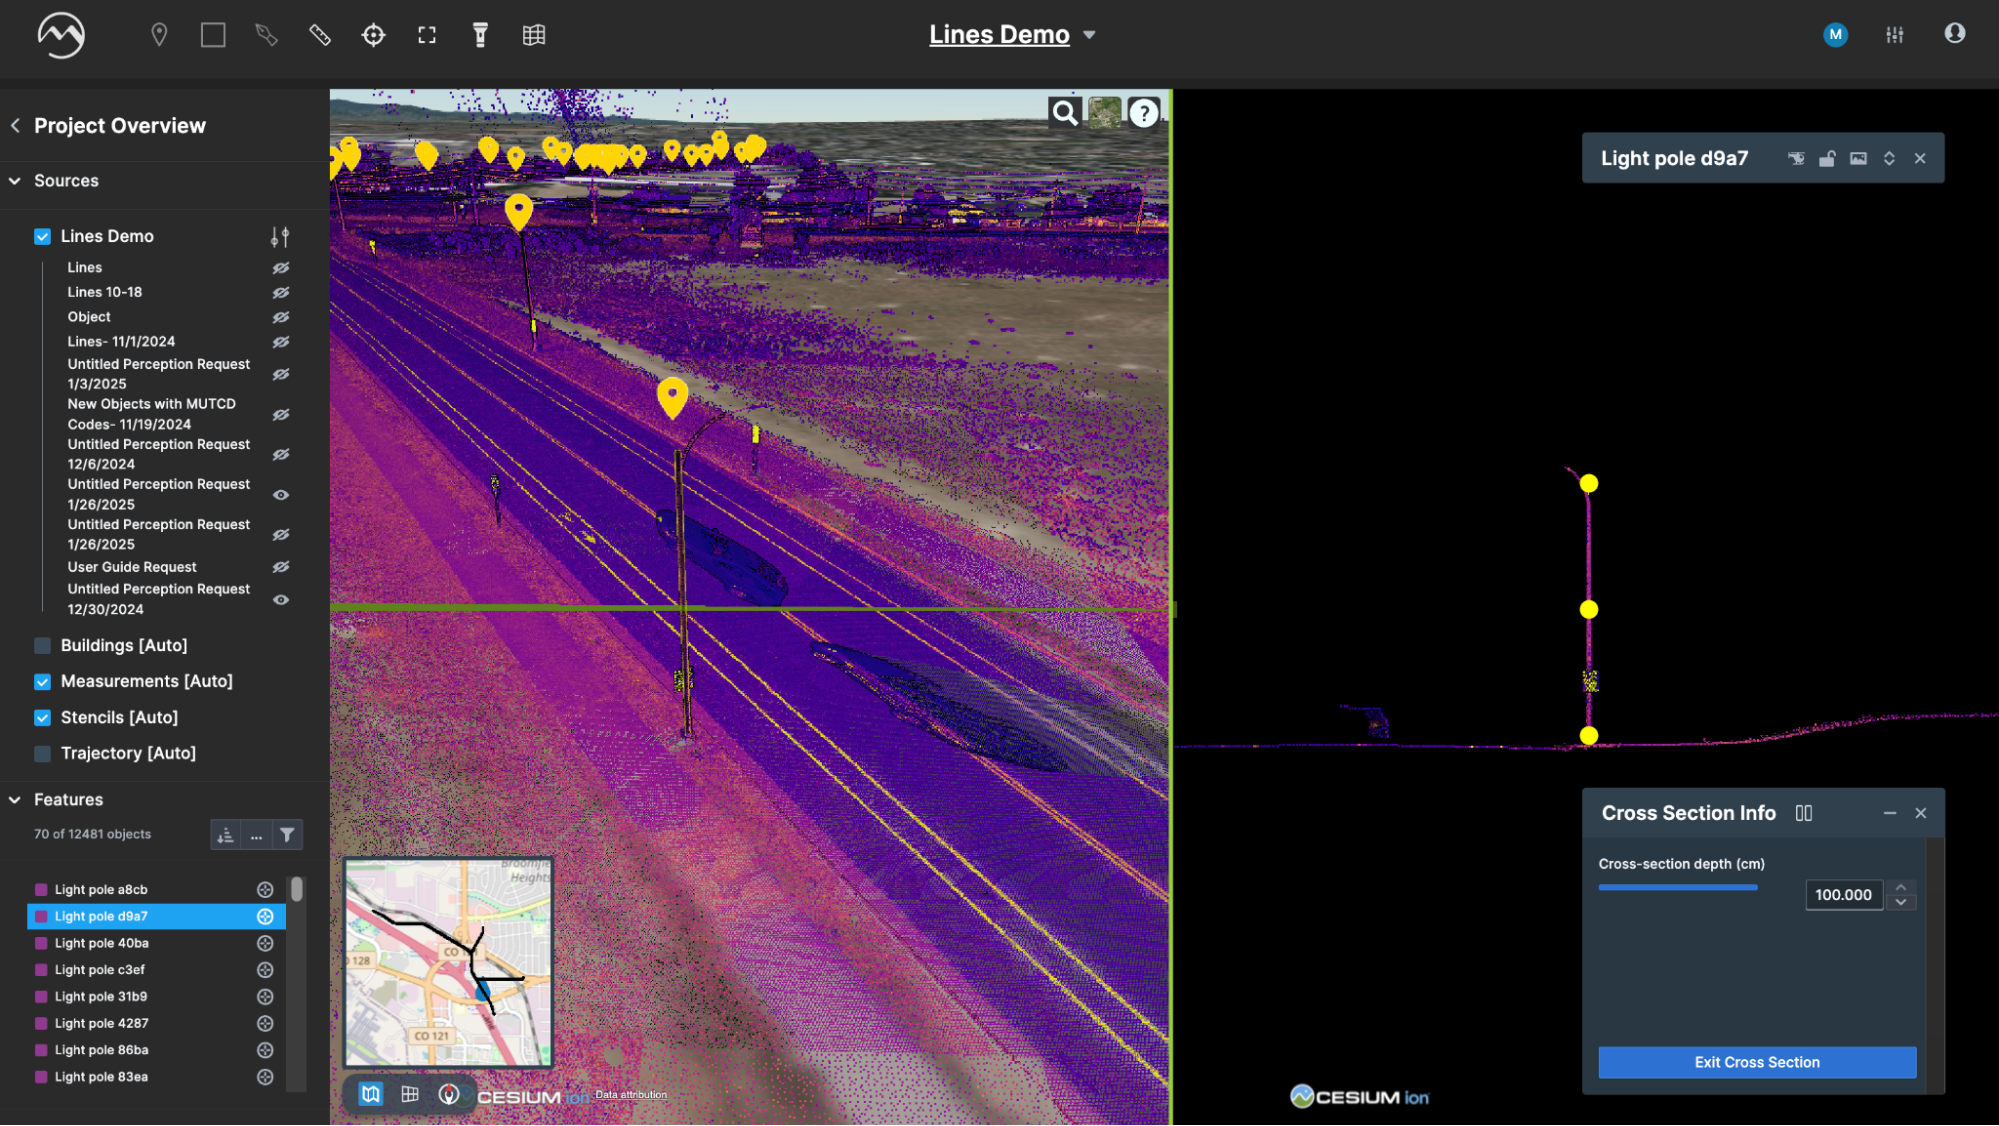 Lines Demo
M
Project Overview
Sources
Lines Demo
Lines
Lines 10-18
Object
Lines- 11/1/2024
Untitled Perception Request
1/3/2025
New Objects with MUTCD
Codes- 11/19/2024
Untitled Perception Request
12/6/2024
Untitled Perception Request
1/26/2025
Untitled Perception Request
1/26/2025
User Guide Request
Untitled Perception Request
12/30/2024
Buildings [Auto]
Measurements [Auto]
Stencils [Auto]
Trajectory [Auto]
Features
70 of 12481 objects
...
Light pole a8cb
Light pole d9a7
Light pole 40ba
Light pole c3ef
Light pole 31b9
Light pole 4287
Light pole 86ba
Light pole 83ea
?
Heights
128
CO 121
CESIUM ion
Data attribution
Light pole d9a7
Cross Section Info
Cross-section depth (cm)
100.000
Exit Cross Section
CESIUM ion